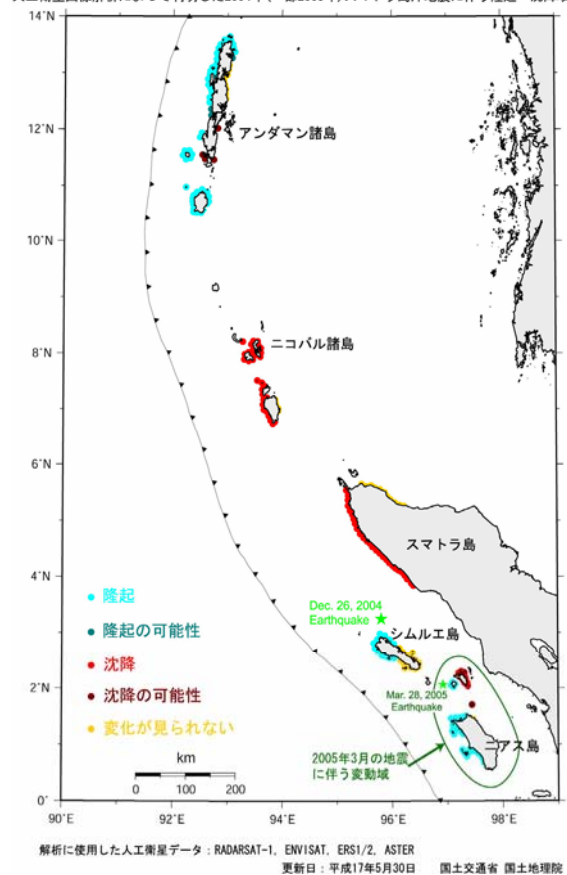 14°N
12°N
10°N
8°N
6°N
4°N
2°N
0°
アンダマン諸島
ニコバル諸島
スマトラ島
Dec. 26, 2004
Earthquake
シムルエ島
Mar. 28, 2005
Earthquake
ニアス島
2005年3月の地震
に伴う変動域
隆起
隆起の可能性
沈降
沈降の可能性
変化が見られない
km
0 100 200
90°E 92°E 94°E 96°E 98°E
解析に使用した人工衛星データ：RADARSAT-1, ENVISAT, ERS1/2, ASTER
更新日：平成17年5月30日 国土交通省 国土地理院